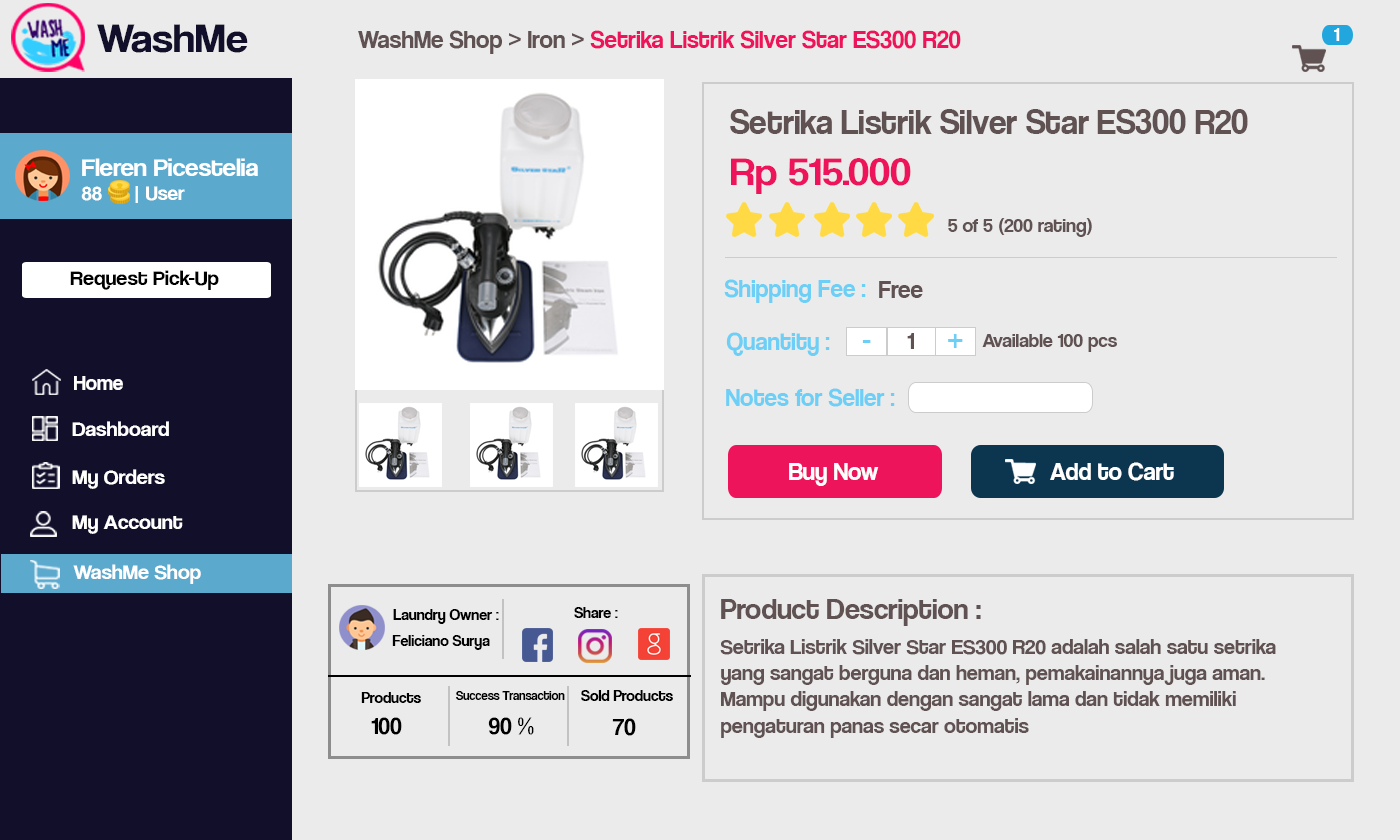 WASH
ME
WashMe
WashMe Shop > Iron > Setrika Listrik Silver Star ES300 R20
1
Fleren Picestelia
88 | User
Request Pick-Up
Home
Dashboard
My Orders
My Account
WashMe Shop
SILVER STAR
Setrika Listrik Silver Star ES300 R20
Rp 515.000
5 of 5 (200 rating)
Shipping Fee : Free
Quantity : - 1 + Available 100 pcs
Notes for Seller :
Buy Now
Add to Cart
Laundry Owner :
Feliciano Surya
Share :
Products
100
Success Transaction
90 %
Sold Products
70
Product Description :
Setrika Listrik Silver Star ES300 R20 adalah salah satu setrika
yang sangat berguna dan heman, pemakainannya juga aman.
Mampu digunakan dengan sangat lama dan tidak memiliki
pengaturan panas secar otomatis